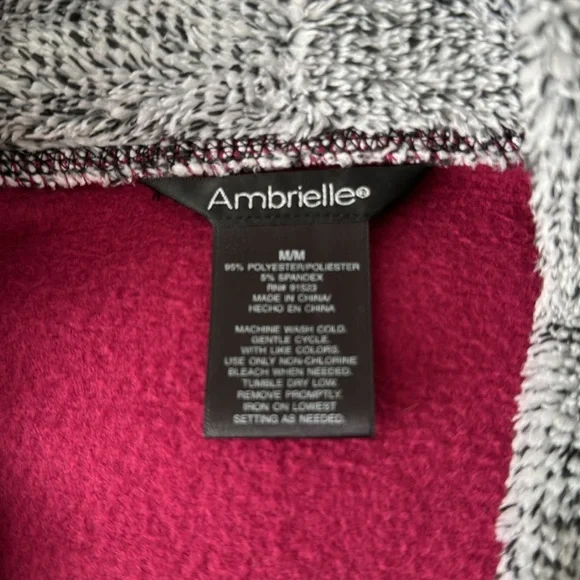 Ambrielle®
M/M
95% POLYESTER/POLIESTER
5% SPANDEX
RN# 91523
MADE IN CHINA/
HECHO EN CHINA
MACHINE WASH COLD.
GENTLE CYCLE.
WITH LIKE COLORS.
USE ONLY NON-CHLORINE
BLEACH WHEN NEEDED.
TUMBLE DRY LOW.
REMOVE PROMPTLY.
IRON ON LOWEST
SETTING AS NEEDED.